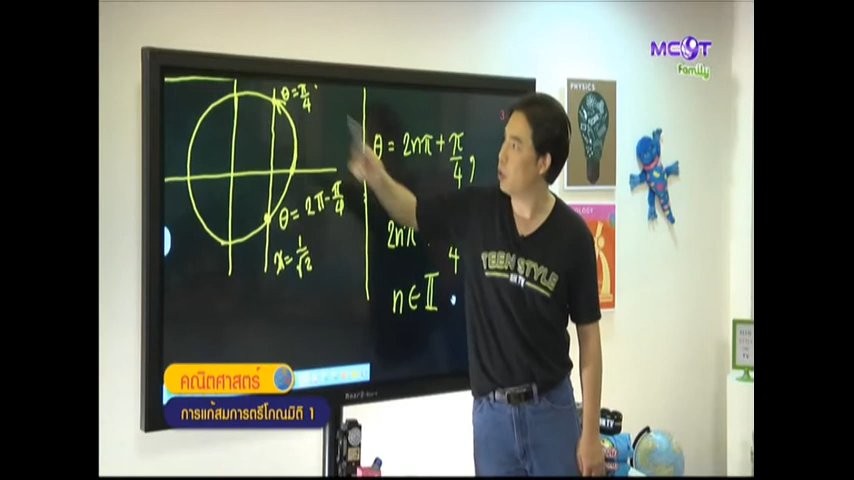 MCOT
family
PHYSICS
θ = π/4
θ = 2nπ + π/4 ,
θ = 2π - π/4
2nπ
4
x = 1/√2
n ∈ I
TEEN STYLE
คณิตศาสตร์
การแก้สมการตรีโกณมิติ 1